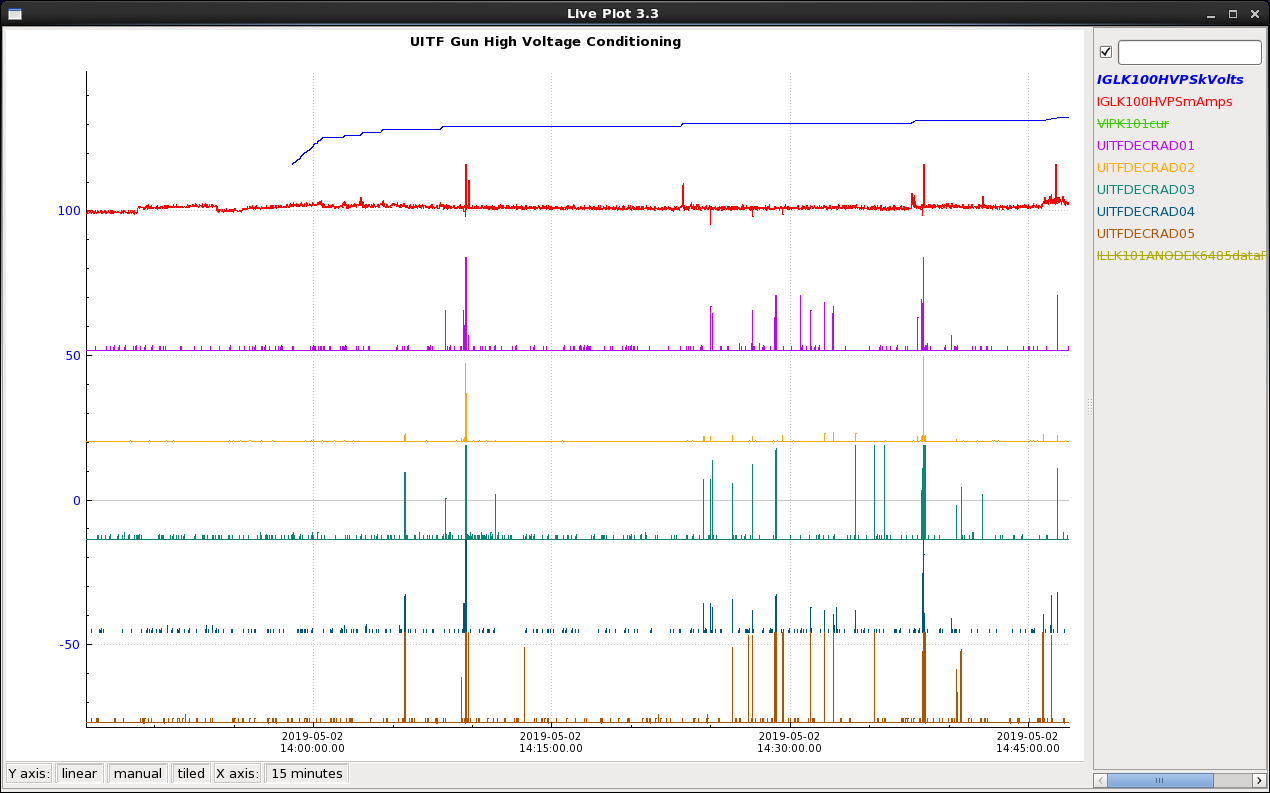 Live Plot 3.3
UITF Gun High Voltage Conditioning
IGLK100HVPSkVolts
IGLK100HVPSmAmps
VIPK101cur
UITFDECRAD01
UITFDECRAD02
UITFDECRAD03
UITFDECRAD04
UITFDECRAD05
ILLK101ANODEK6485dataF
100
50
0
-50
2019-05-02 2019-05-02 2019-05-02 2019-05-02
14:00:00.00 14:15:00.00 14:30:00.00 14:45:00.00
Y axis: linear manual tiled X axis: 15 minutes